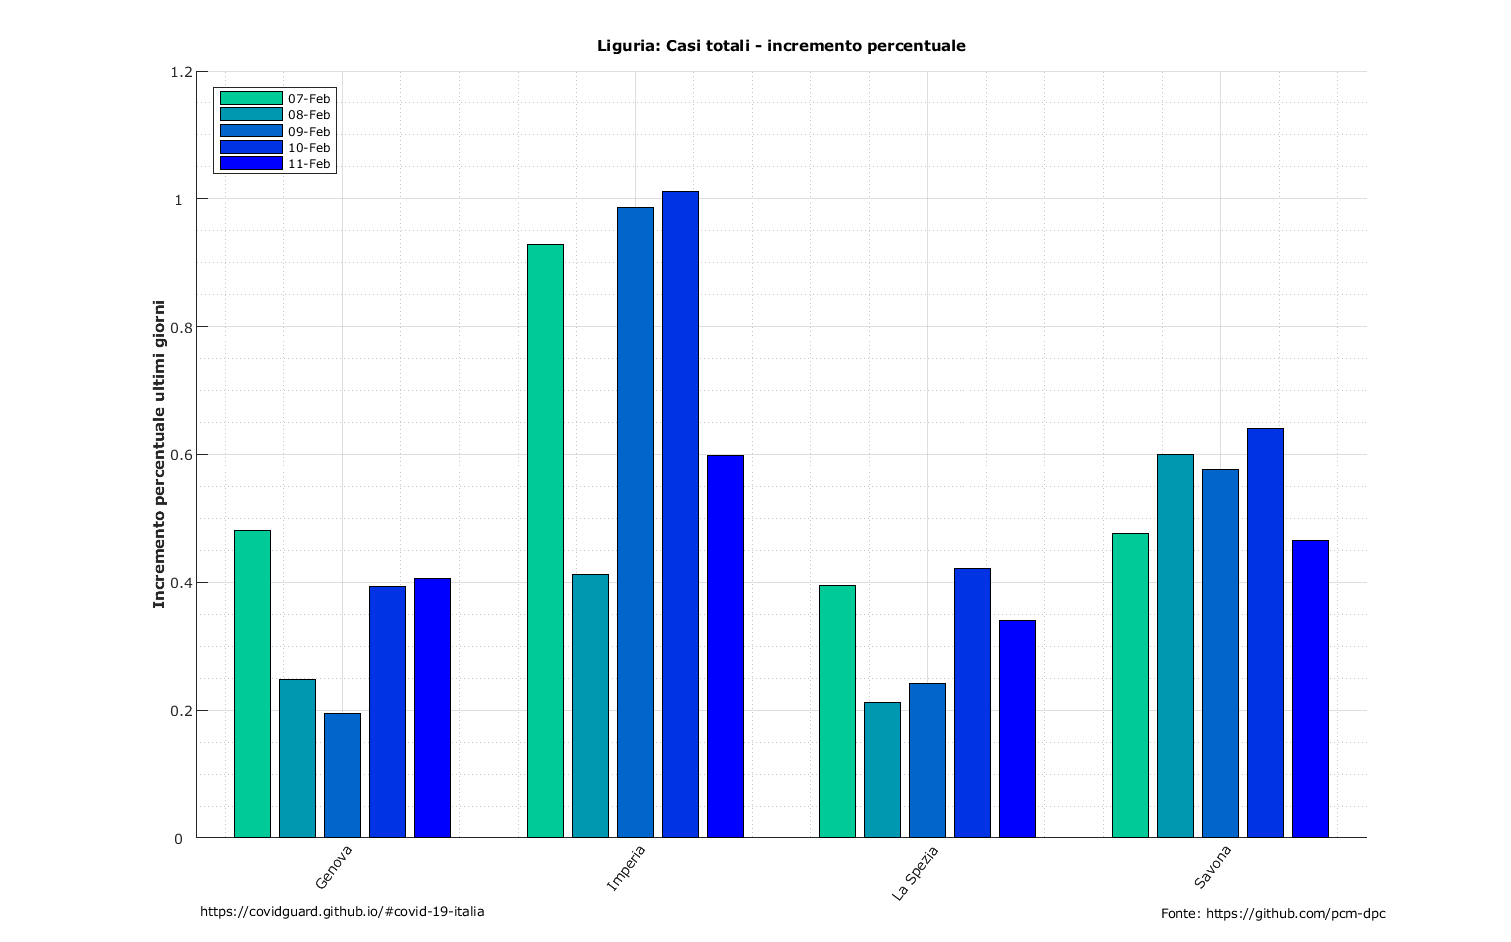 Liguria: Casi totali - incremento percentuale
07-Feb
08-Feb
09-Feb
10-Feb
11-Feb
Incremento percentuale ultimi giorni
1.2
1
0.8
0.6
0.4
0.2
0
Genova
Imperia
La Spezia
Savona
https://covidguard.github.io/#covid-19-italia
Fonte: https://github.com/pcm-dpc